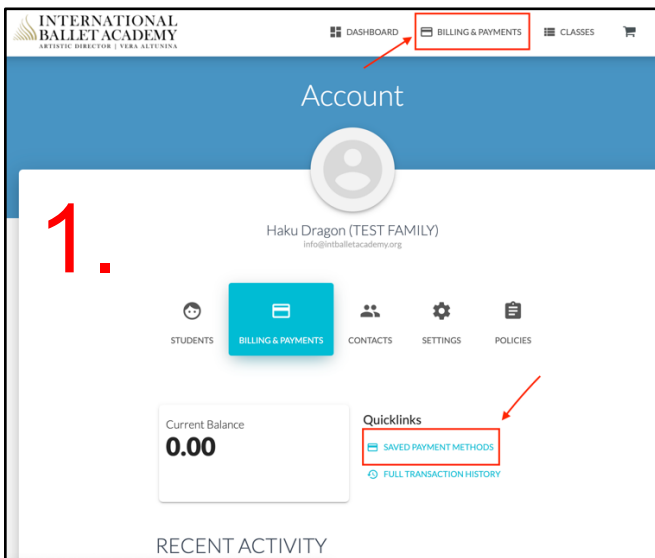 INTERNATIONAL
BALLET ACADEMY
ARTISTIC DIRECTOR | VERA ALTUNINA
DASHBOARD
BILLING & PAYMENTS
CLASSES
Account
1.
Haku Dragon (TEST FAMILY)
info@intballetacademy.org
STUDENTS
BILLING & PAYMENTS
CONTACTS
SETTINGS
POLICIES
Current Balance
0.00
Quicklinks
SAVED PAYMENT METHODS
FULL TRANSACTION HISTORY
RECENT ACTIVITY